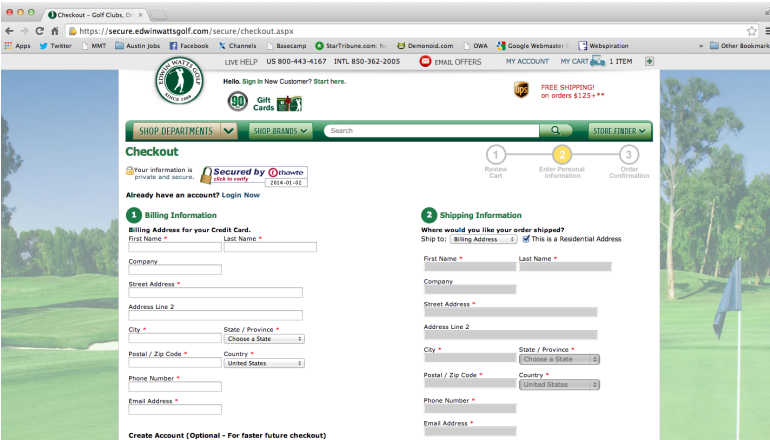 Checkout – Golf Clubs, Dri
https://secure.edwinwattsgolf.com/secure/checkout.aspx
Apps Twitter MMT Austin Jobs Facebook Channels Basecamp StarTribune.com: Ne Demonoid.com OWA Google Webmaster C Webspiration » Other Bookmark
LIVE HELP US 800-443-4167 INTL 850-362-2005 EMAIL OFFERS MY ACCOUNT MY CART 1 ITEM
EDWIN WATTS GOLF
SINCE 1968
Hello. Sign In New Customer? Start here.
90 Gift Cards
ups FREE SHIPPING!
on orders $125+**
SHOP DEPARTMENTS SHOP BRANDS Search STORE FINDER
Checkout
1 2 3
Review Cart
Enter Personal Information
Order Confirmation
Your information is private and secure.
Secured by thawte
click to verify 2014-01-02
Already have an account? Login Now
1 Billing Information
Billing Address for your Credit Card.
First Name * Last Name *
Company
Street Address *
Address Line 2
City * State / Province *
Choose a State
Postal / Zip Code * Country *
United States
Phone Number *
Email Address *
Create Account (Optional - For faster future checkout)
2 Shipping Information
Where would you like your order shipped?
Ship to: Billing Address This is a Residential Address
First Name * Last Name *
Company
Street Address *
Address Line 2
City * State / Province *
Choose a State
Postal / Zip Code * Country *
United States
Phone Number *
Email Address *